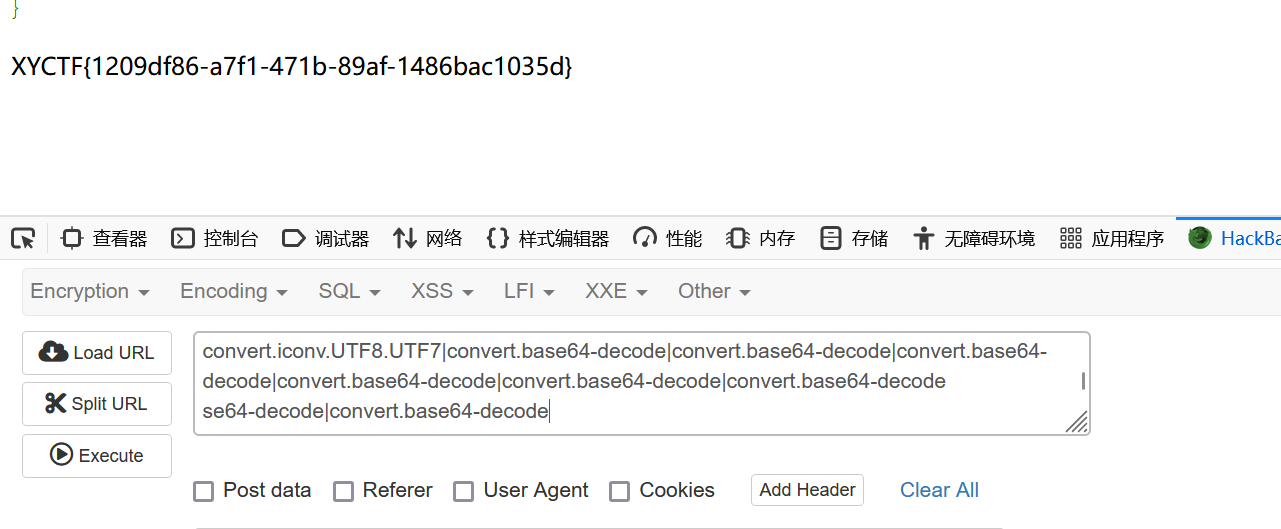 }
XYCTF{1209df86-a7f1-471b-89af-1486bac1035d}
查看器 控制台 调试器 网络 {} 样式编辑器 性能 内存 存储 无障碍环境 应用程序 HackBa
Encryption Encoding SQL XSS LFI XXE Other
Load URL
Split URL
Execute
convert.iconv.UTF8.UTF7|convert.base64-decode|convert.base64-decode|convert.base64-
decode|convert.base64-decode|convert.base64-decode|convert.base64-decode
se64-decode|convert.base64-decode
Post data Referer User Agent Cookies Add Header Clear All